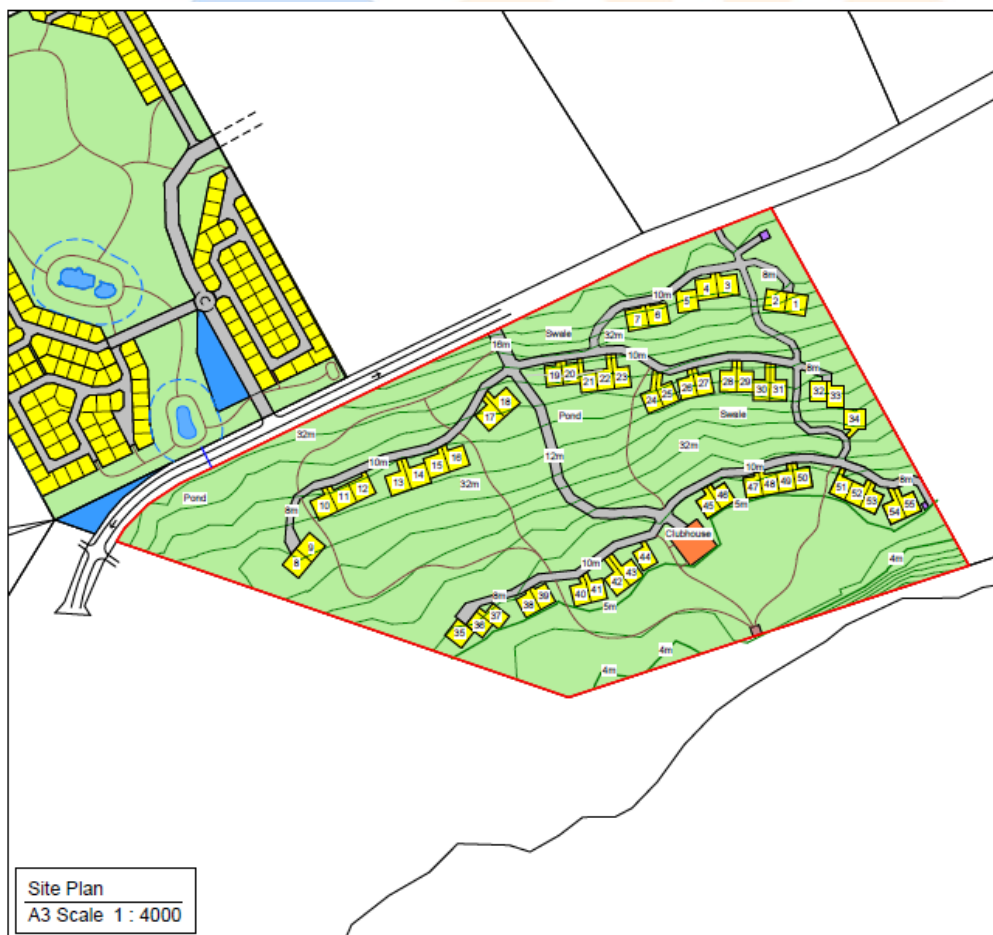 8m
2
1
4
3
10m
5
7
6
Swale
32m
16m
10m
19
20
21
22
23
24
25
26
27
28
29
30
31
8m
32
33
34
18
17
Pond
Swale
32m
32m
12m
10m
13
14
15
16
32m
10
11
12
Pond
8m
9
8
10m
45
46
5m
47
48
49
50
51
52
53
8m
54
55
Clubhouse
44
10m
43
42
41
40
5m
39
38
8m
37
36
35
4m
4m
4m
Site Plan
A3 Scale 1 : 4000